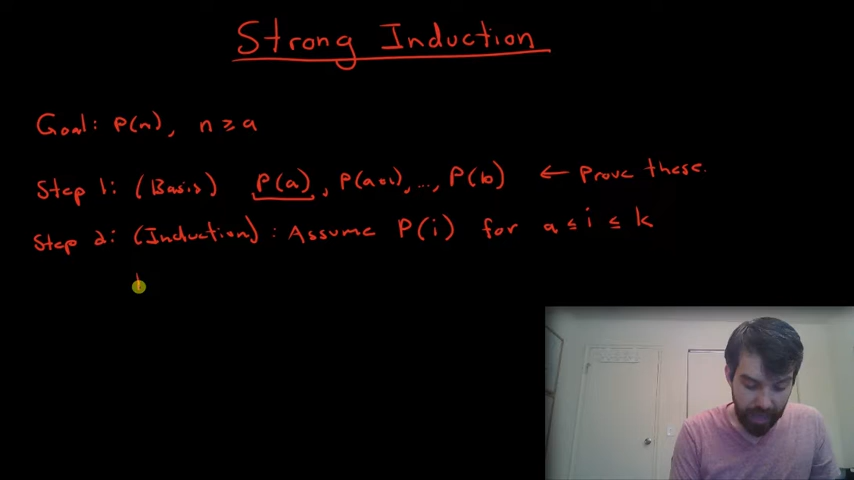 Strong Induction
Goal: P(n), n ≥ a
Step 1: (Basis) P(a), P(a+1), ..., P(b) ← Prove these.
Step 2: (Induction): Assume P(i) for a ≤ i ≤ k